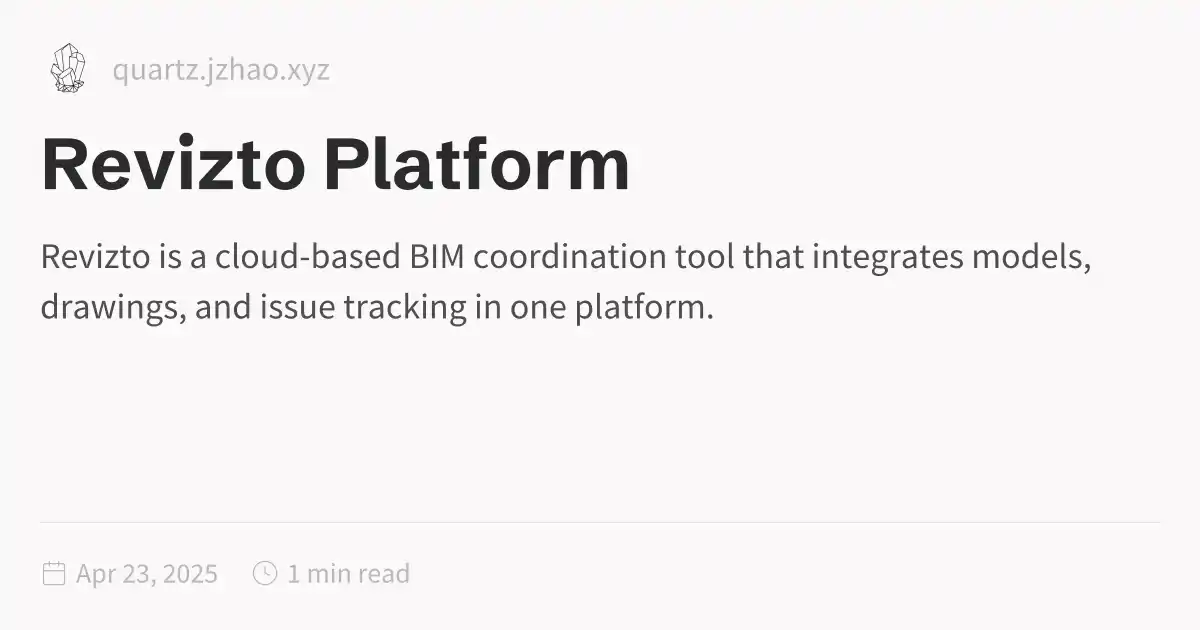 quartz.jzhao.xyz
Revizto Platform
Revizto is a cloud-based BIM coordination tool that integrates models,
drawings, and issue tracking in one platform.
Apr 23, 2025 1 min read